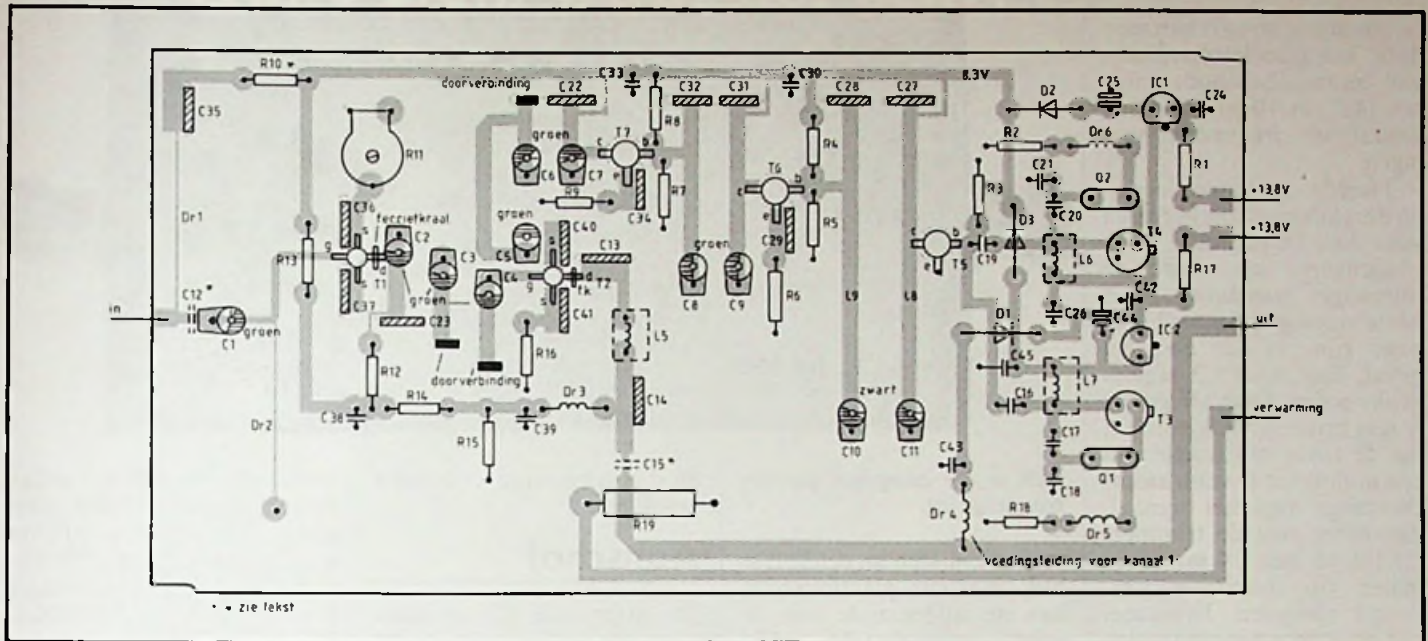 R10 *
C33
C30
8.3V
C25
IC1
D2
C24
C35
doorverbinding
C22
C32
C31
C28
C27
R8
R2
Dr6
groen
T7
c
b
e
R4
R1
R11
C6
C7
C21
Q2
T6
R9
C34
R7
c
b
e
R5
R3
C20
+13,8V
Dr1
C36
ferrietkraal
C2
groen
C40
C13
C29
D3
T4
+13,8V
R13
g
s
d
s
T1
C3
C5
C4
g
s
d
s
T2
fk
groen
c
b
e
T5
C19
L6
R17
C37
groen
C41
C8
C9
R6
L9
L8
C26
C42
C44
in
C12 *
C1
groen
C23
L5
D1
IC2
uit
R12
doorverbinding
R16
C45
L7
Dr3
C14
zwart
C16
T3
verwarming
Dr2
C38
R14
R15
C39
C10
C11
C17
C15 *
C43
Q1
C18
R19
Dr4
R18
Dr5
voedingsleiding voor kanaal 1
* = zie tekst